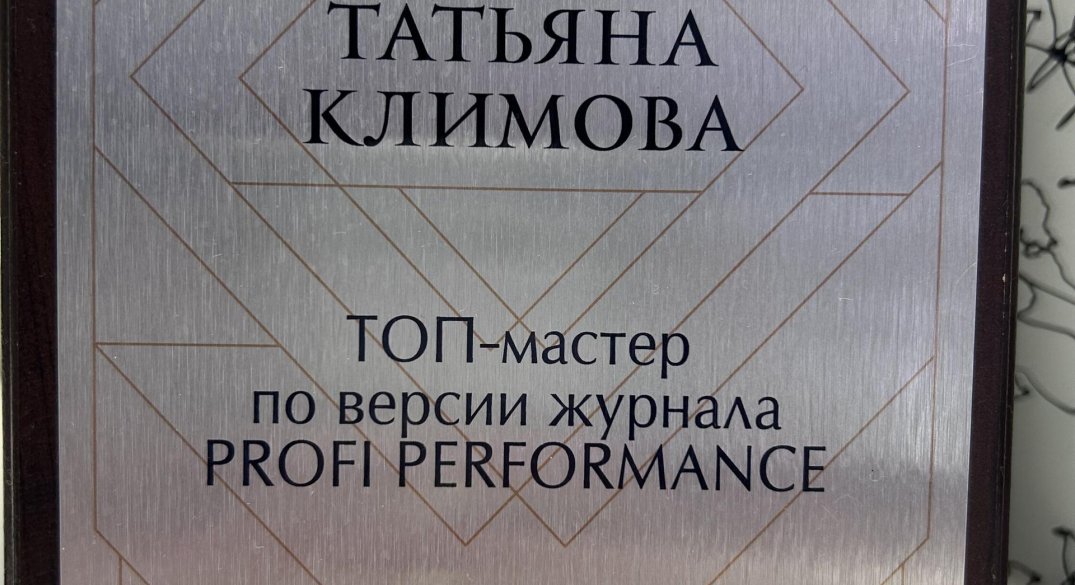 ТАТЬЯНА
КЛИМОВА
ТОП-мастер
по версии журнала
PROFI PERFORMANCE